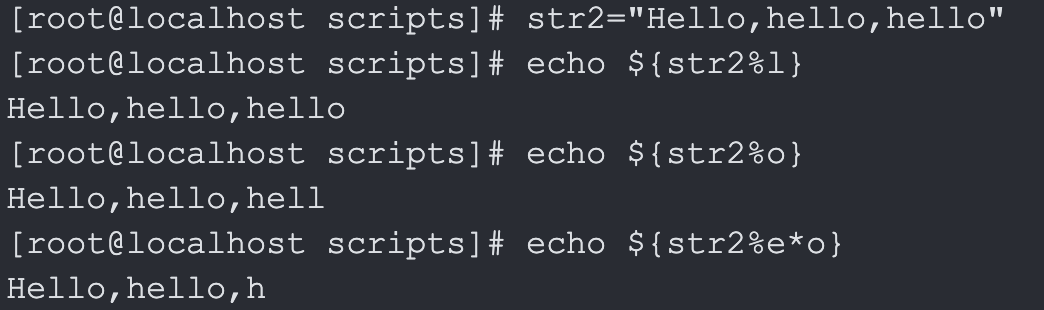 [root@localhost scripts]# str2="Hello,hello,hello"
[root@localhost scripts]# echo ${str2%l}
Hello,hello,hello
[root@localhost scripts]# echo ${str2%o}
Hello,hello,hell
[root@localhost scripts]# echo ${str2%e*o}
Hello,hello,h